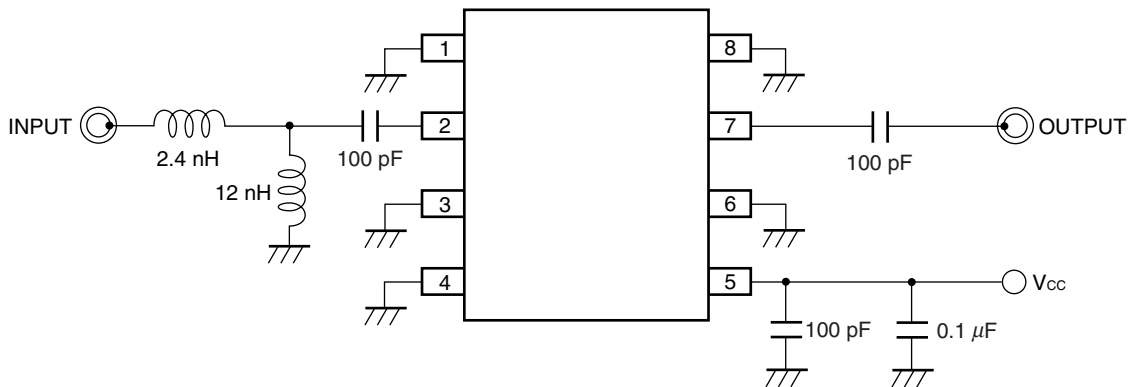 1
8
INPUT
2.4 nH
100 pF
2
7
100 pF
OUTPUT
12 nH
3
6
4
5
Vcc
100 pF
0.1 μF